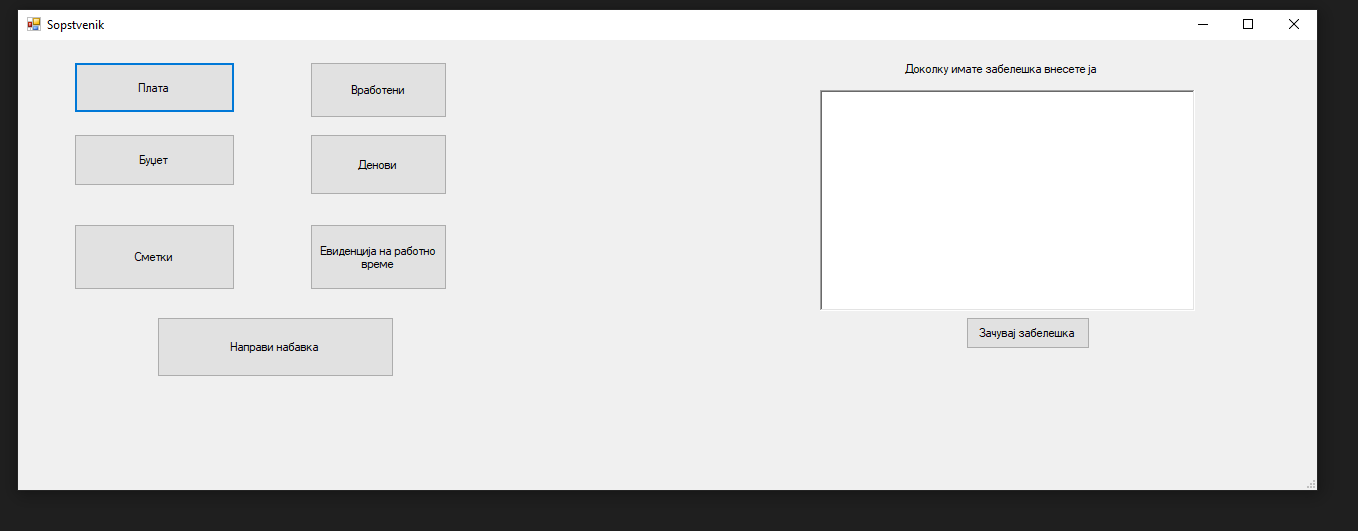 Sopstvenik
Плата
Вработени
Доколку имате забелешка внесете ја
Буџет
Денови
Сметки
Евиденција на работно
време
Направи набавка
Зачувај забелешка